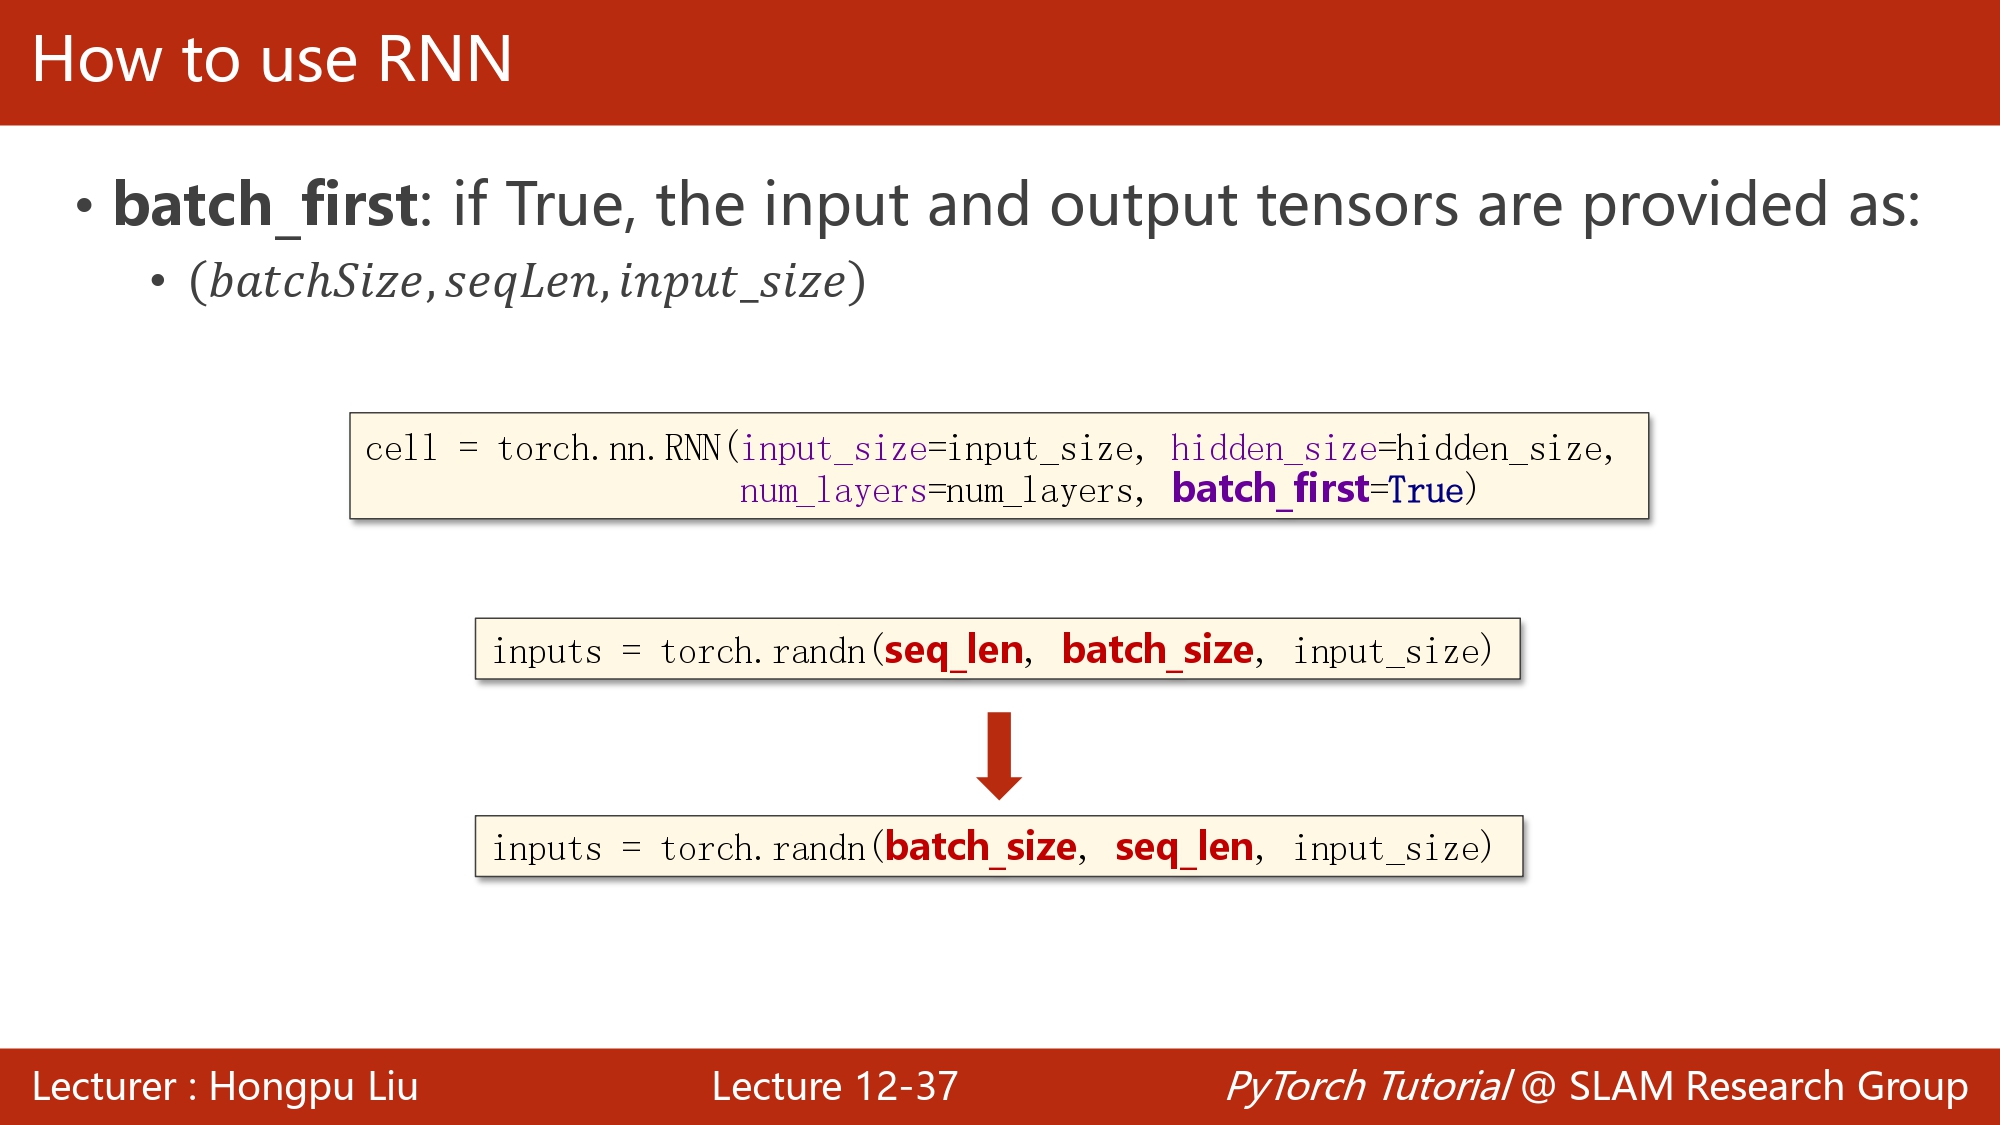 How to use RNN
• batch_first: if True, the input and output tensors are provided as:
• (batchSize, seqLen, input_size)
cell = torch.nn.RNN(input_size=input_size, hidden_size=hidden_size,
num_layers=num_layers, batch_first=True)
inputs = torch.randn(seq_len, batch_size, input_size)
inputs = torch.randn(batch_size, seq_len, input_size)
Lecturer : Hongpu Liu
Lecture 12-37
PyTorch Tutorial @ SLAM Research Group